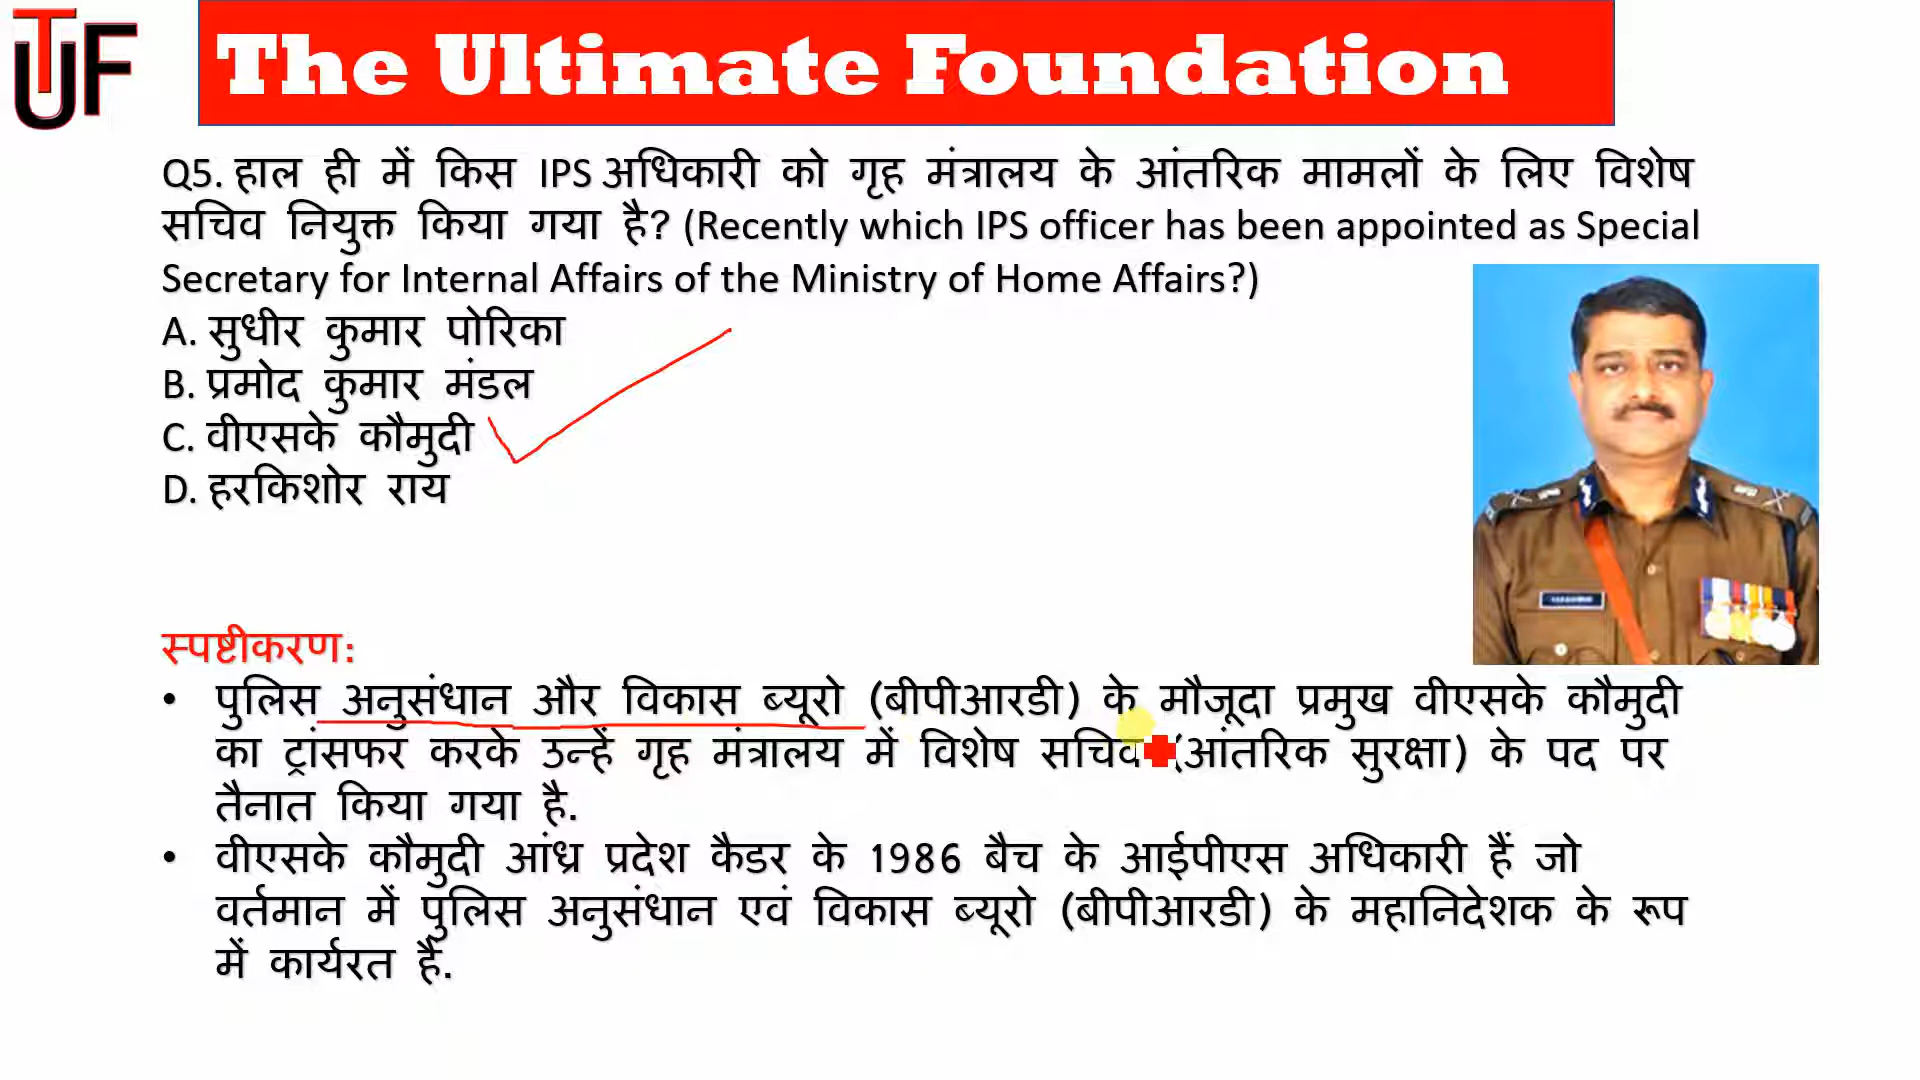 TUF
The Ultimate Foundation
Q5. हाल ही में किस IPS अधिकारी को गृह मंत्रालय के आंतरिक मामलों के लिए विशेष
सचिव नियुक्त किया गया है? (Recently which IPS officer has been appointed as Special
Secretary for Internal Affairs of the Ministry of Home Affairs?)
A. सुधीर कुमार पोरिका
B. प्रमोद कुमार मंडल
C. वीएसके कौमुदी
D. हरकिशोर राय
स्पष्टीकरण:
• पुलिस अनुसंधान और विकास ब्यूरो (बीपीआरडी) के मौजूदा प्रमुख वीएसके कौमुदी
का ट्रांसफर करके उन्हें गृह मंत्रालय में विशेष सचिव (आंतरिक सुरक्षा) के पद पर
तैनात किया गया है.
• वीएसके कौमुदी आंध्र प्रदेश कैडर के 1986 बैच के आईपीएस अधिकारी हैं जो
वर्तमान में पुलिस अनुसंधान एवं विकास ब्यूरो (बीपीआरडी) के महानिदेशक के रूप
में कार्यरत हैं.